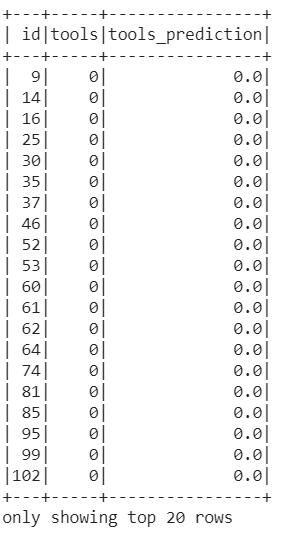 +---+-----+----------------+
| id|tools|tools_prediction|
+---+-----+----------------+
|  9|    0|             0.0|
| 14|    0|             0.0|
| 16|    0|             0.0|
| 25|    0|             0.0|
| 30|    0|             0.0|
| 35|    0|             0.0|
| 37|    0|             0.0|
| 46|    0|             0.0|
| 52|    0|             0.0|
| 53|    0|             0.0|
| 60|    0|             0.0|
| 61|    0|             0.0|
| 62|    0|             0.0|
| 64|    0|             0.0|
| 74|    0|             0.0|
| 81|    0|             0.0|
| 85|    0|             0.0|
| 95|    0|             0.0|
| 99|    0|             0.0|
|102|    0|             0.0|
+---+-----+----------------+
only showing top 20 rows